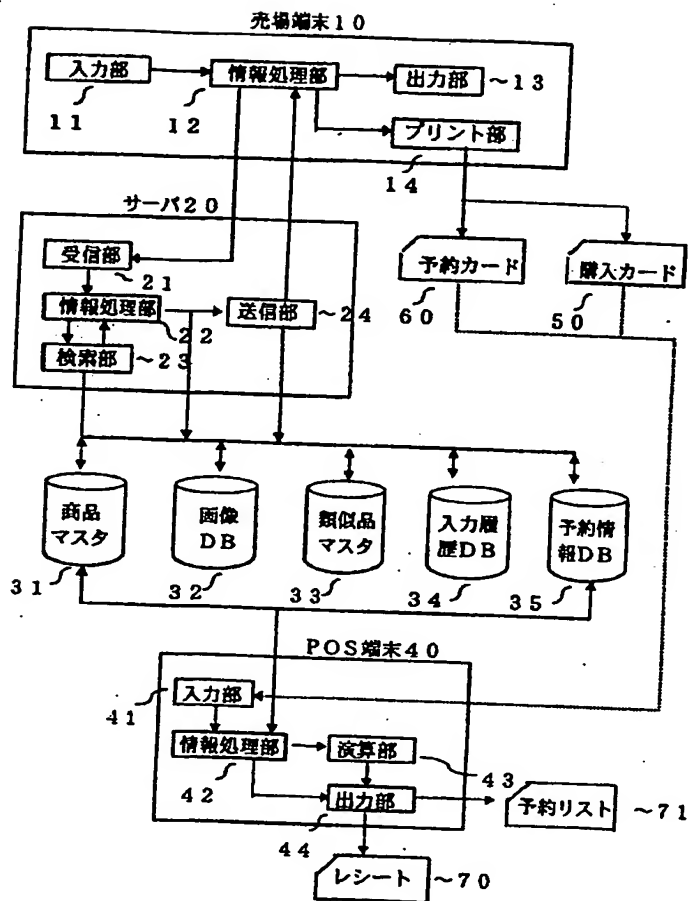 売場端末10
入力部
情報処理部
出力部
~13
11
12
プリント部
14
サーバ20
受信部
21
予約カード
購入カード
情報処理部
22
送信部
~24
60
50
検索部
~23
商品
マスタ
画像
DB
類似品
マスタ
入力履
歴DB
予約情
報DB
31
32
33
34
35
POS端末40
入力部
41
情報処理部
演算部
42
43
出力部
予約リスト
~71
44
レシート
~70